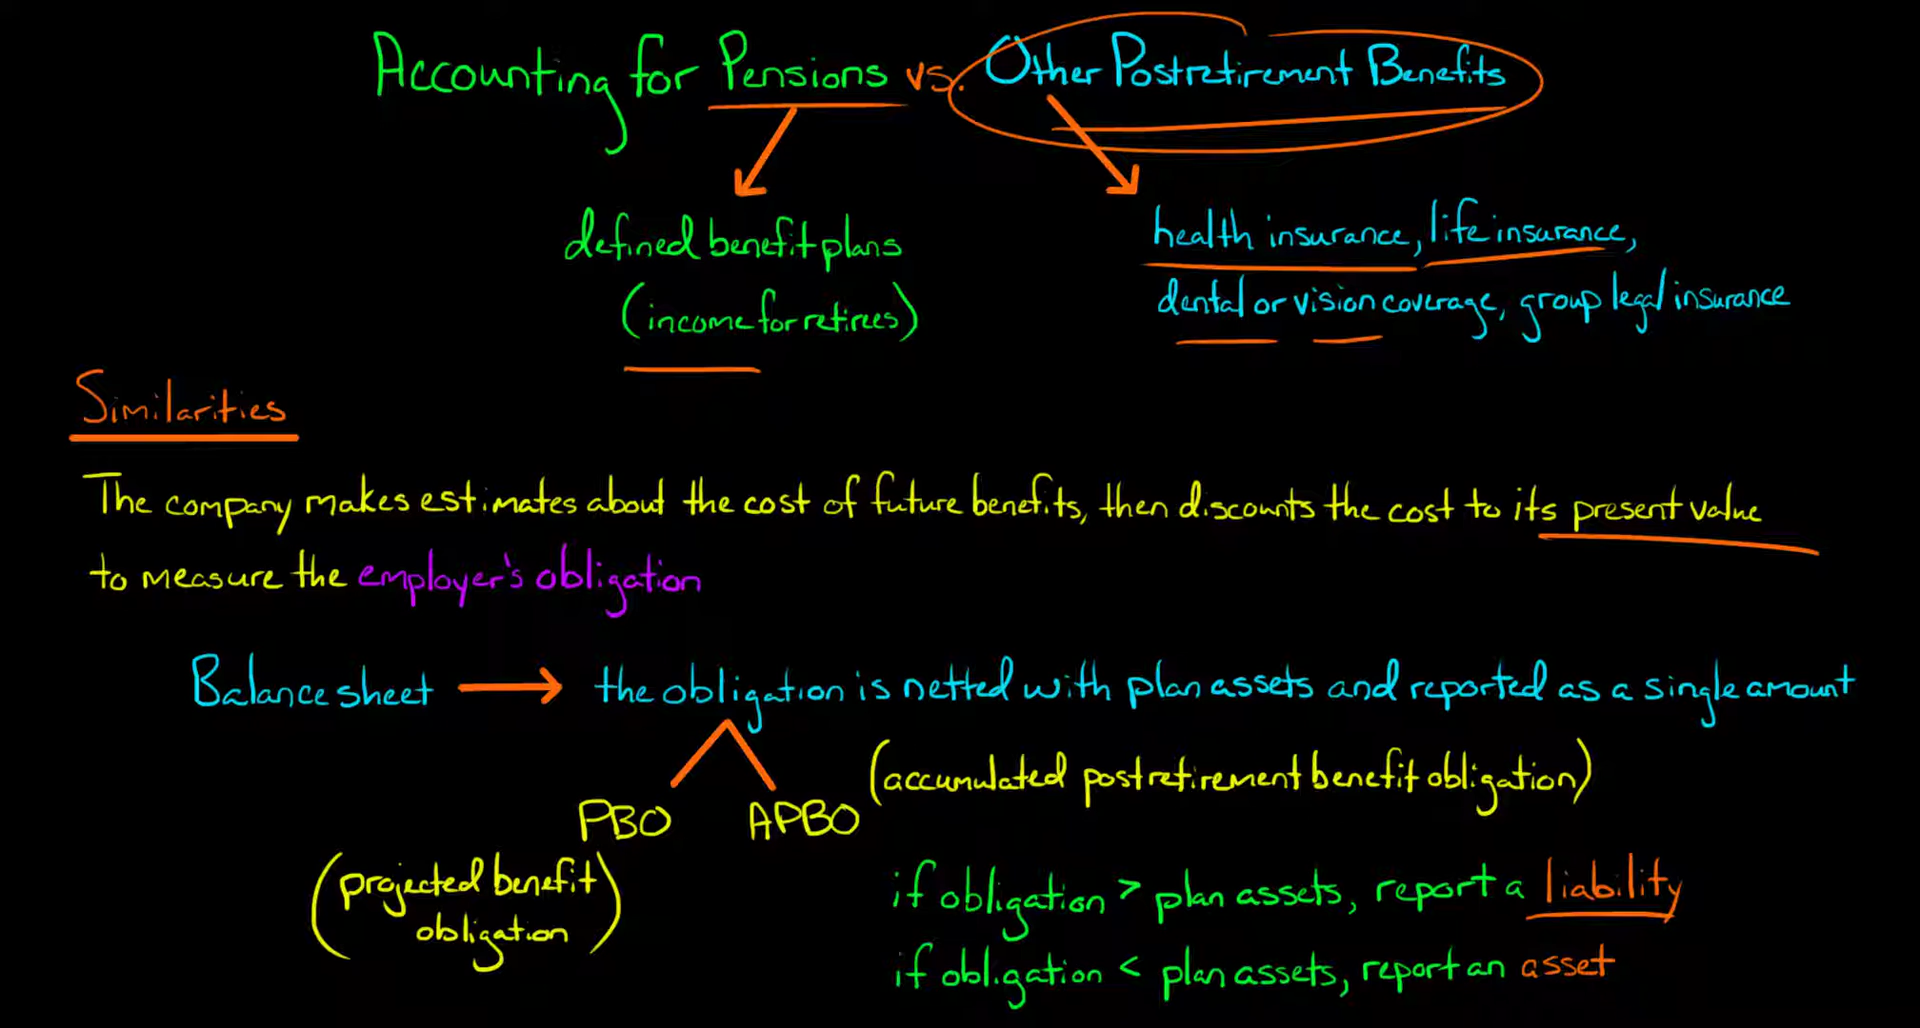 Accounting for Pensions vs. Other Postretirement Benefits
defined benefit plans
(income for retirees)
health insurance, life insurance,
dental or vision coverage, group legal insurance
Similarities
The company makes estimates about the cost of future benefits, then discounts the cost to its present value
to measure the employer's obligation
Balance sheet → the obligation is netted with plan assets and reported as a single amount
PBO
(projected benefit
obligation)
APBO
(accumulated postretirement benefit obligation)
if obligation > plan assets, report a liability
if obligation < plan assets, report an asset